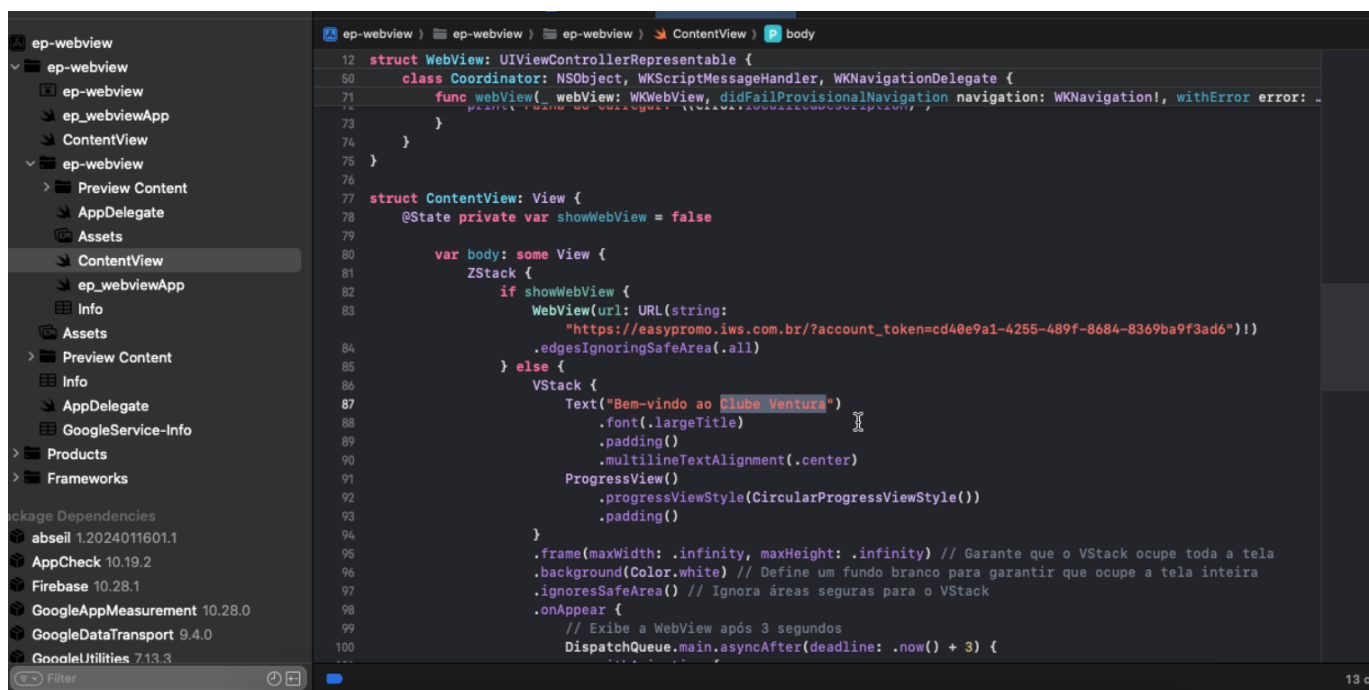 ep-webview
ep-webview
ep-webview
ep_webviewApp
ContentView
ep-webview
Preview Content
AppDelegate
Assets
ContentView
ep_webviewApp
Info
Assets
Preview Content
Info
AppDelegate
GoogleService-Info
Products
Frameworks
ackage Dependencies
abseil 1.2024011601.1
AppCheck 10.19.2
Firebase 10.28.1
GoogleAppMeasurement 10.28.0
GoogleDataTransport 9.4.0
GoogleUtilities 7.13.3
Filter
ep-webview ⟩ ep-webview ⟩ ep-webview ⟩ ContentView ⟩ P body
12 struct WebView: UIViewControllerRepresentable {
50 class Coordinator: NSObject, WKScriptMessageHandler, WKNavigationDelegate {
71 func webView(_ webView: WKWebView, didFailProvisionalNavigation navigation: WKNavigation!, withError error: …
73 }
74 }
75 }
76
77 struct ContentView: View {
78 @State private var showWebView = false
79
80 var body: some View {
81 ZStack {
82 if showWebView {
83 WebView(url: URL(string:
"https://easypromo.iws.com.br/?account_token=cd40e9a1-4255-489f-8684-8369ba9f3ad6")!)
84 .edgesIgnoringSafeArea(.all)
85 } else {
86 VStack {
87 Text("Bem-vindo ao Clube Ventura")
88 .font(.largeTitle)
89 .padding()
90 .multilineTextAlignment(.center)
91 ProgressView()
92 .progressViewStyle(CircularProgressViewStyle())
93 .padding()
94 }
95 .frame(maxWidth: .infinity, maxHeight: .infinity) // Garante que o VStack ocupe toda a tela
96 .background(Color.white) // Define um fundo branco para garantir que ocupe a tela inteira
97 .ignoresSafeArea() // Ignora áreas seguras para o VStack
98 .onAppear {
99 // Exibe a WebView após 3 segundos
100 DispatchQueue.main.asyncAfter(deadline: .now() + 3) {
13